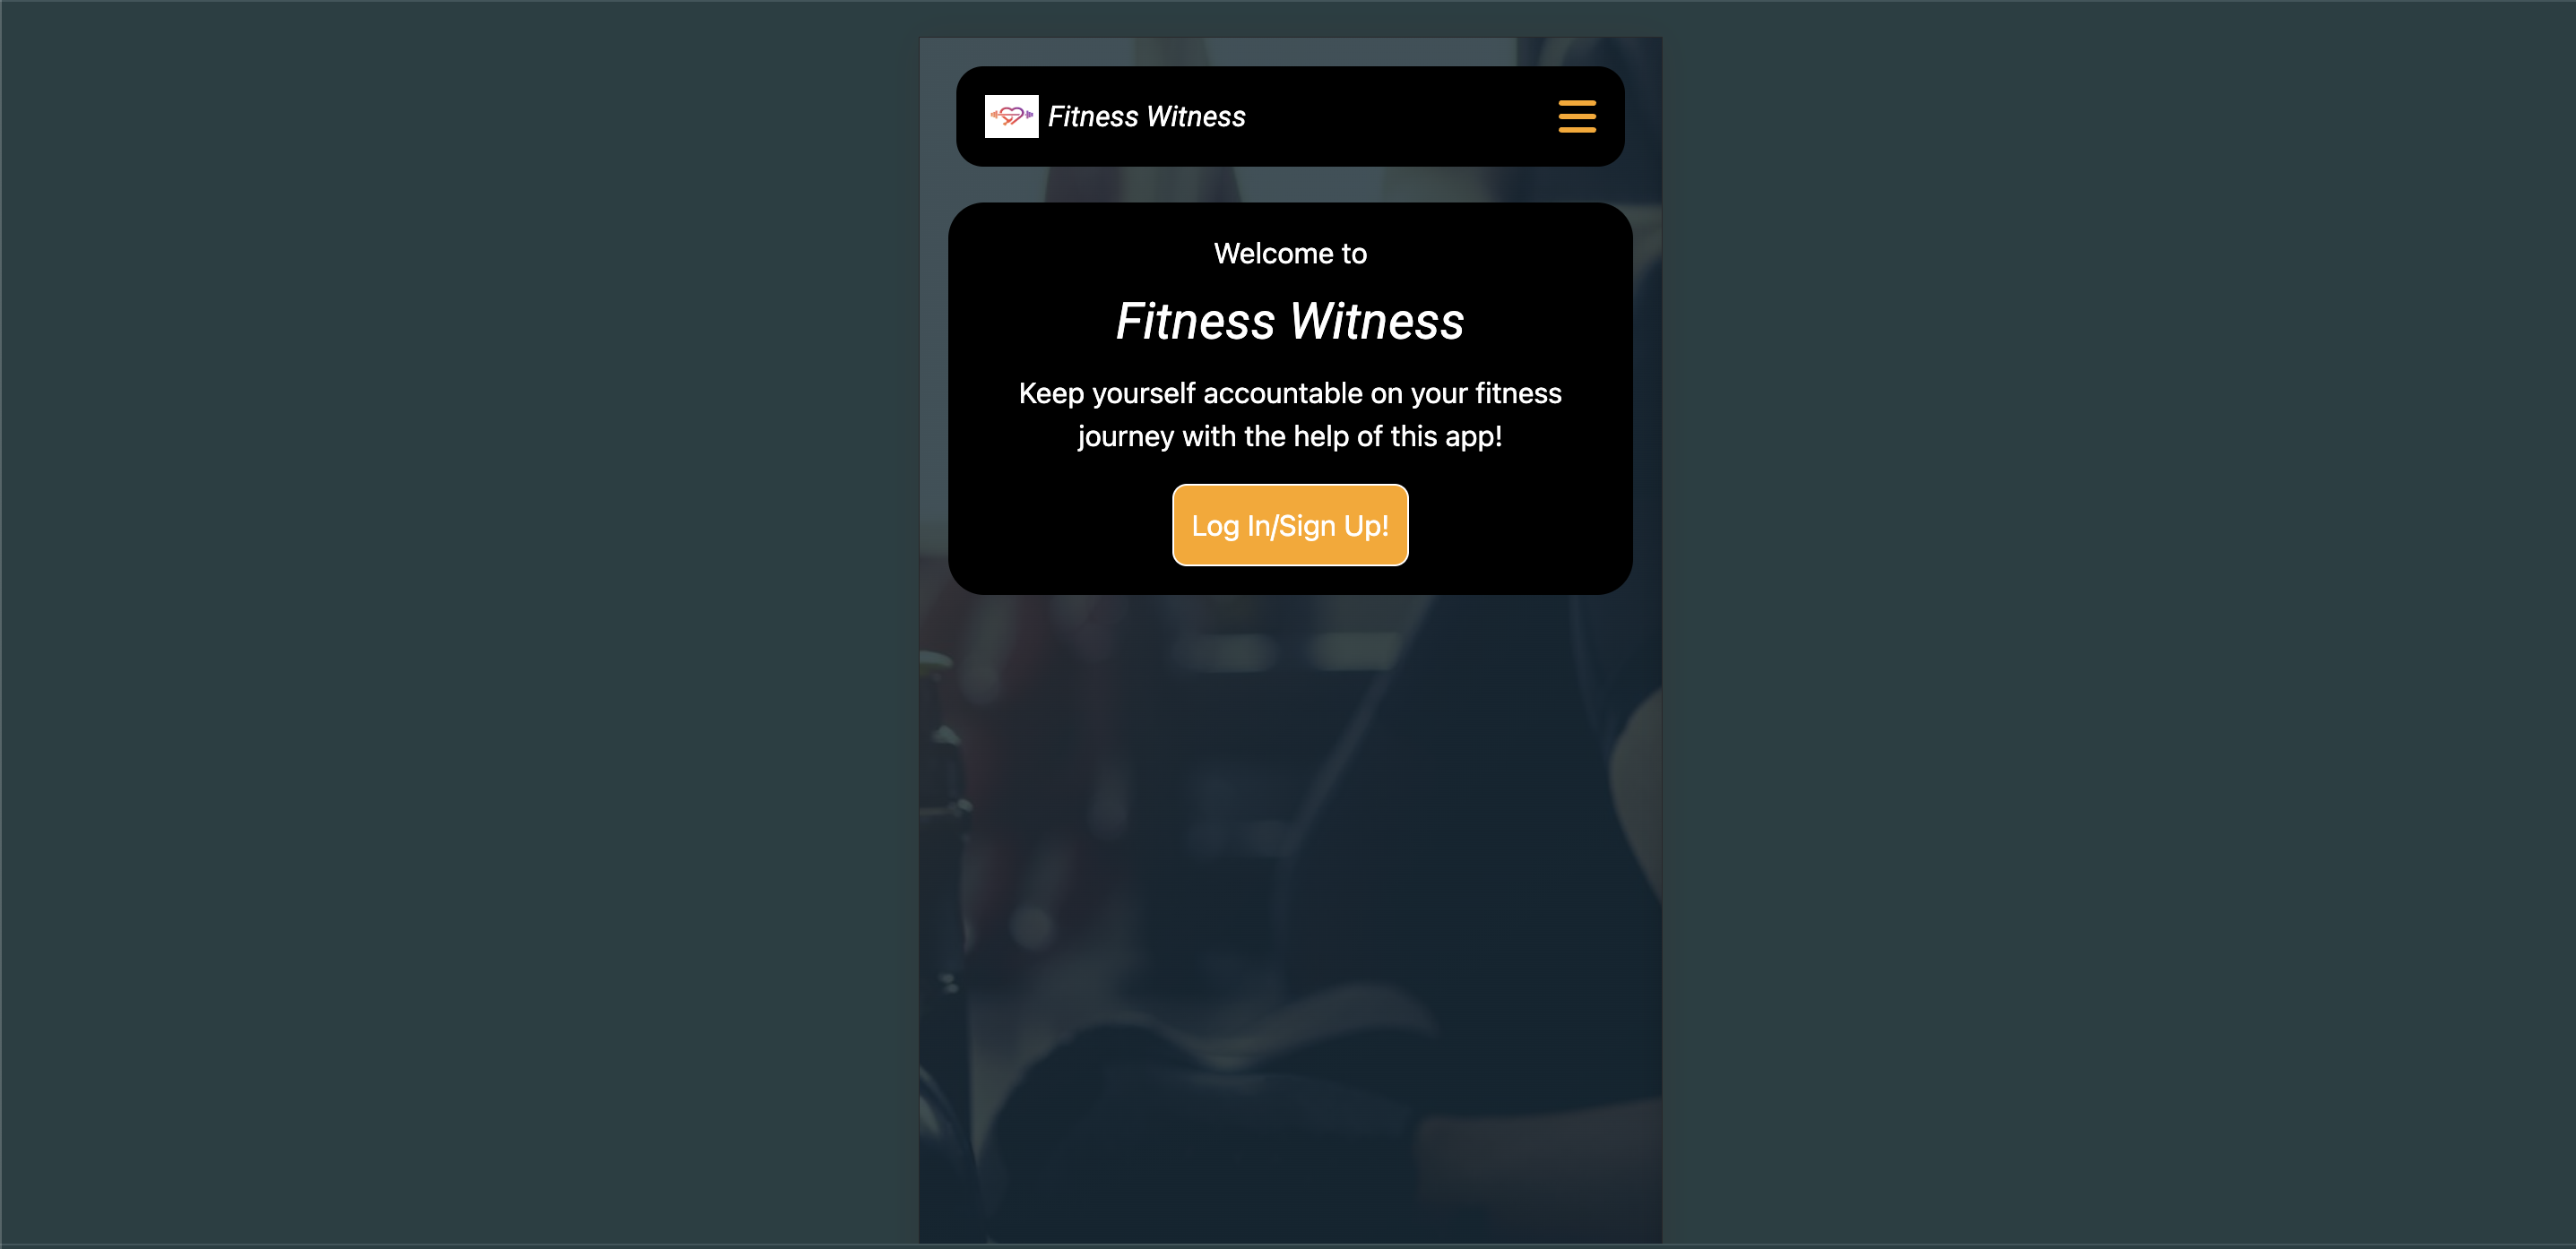 Fitness Witness
Welcome to
Fitness Witness
Keep yourself accountable on your fitness
journey with the help of this app!
Log In/Sign Up!